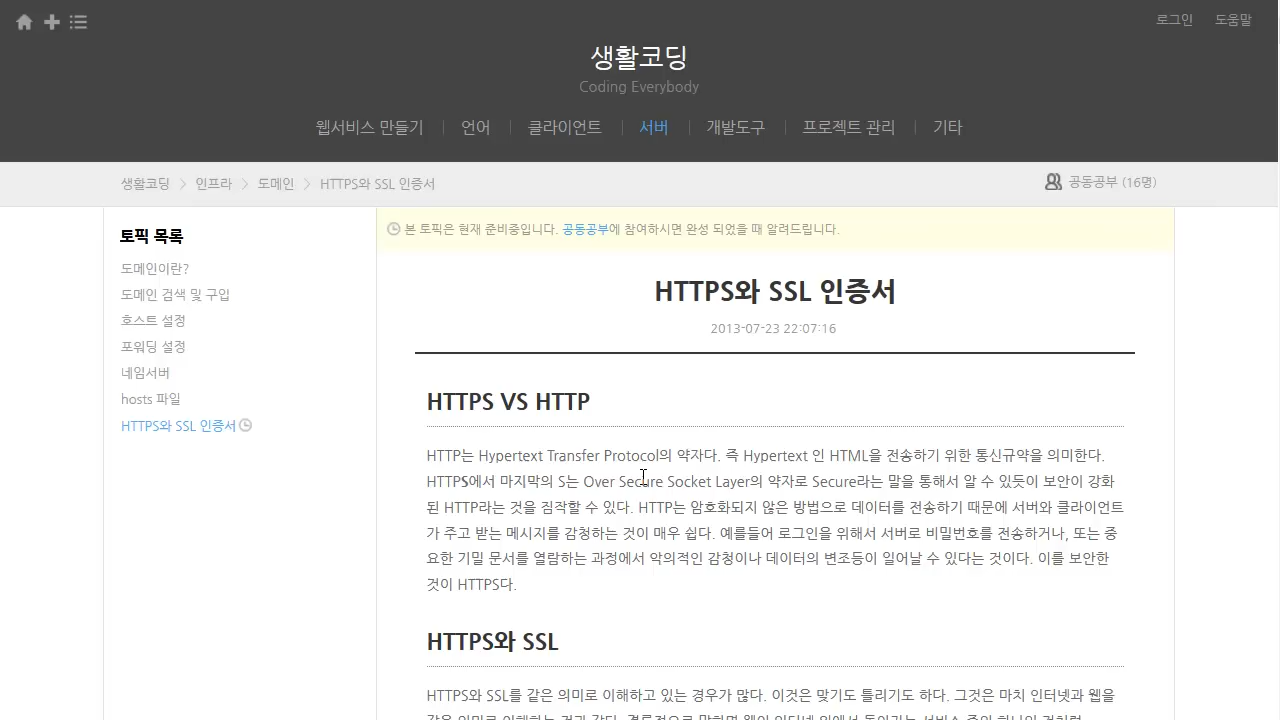 로그인 도움말
생활코딩
Coding Everybody
웹서비스 만들기 언어 클라이언트 서버 개발도구 프로젝트 관리 기타
생활코딩 인프라 도메인 HTTPS와 SSL 인증서 공동공부 (16명)
토픽 목록
도메인이란?
도메인 검색 및 구입
호스트 설정
포워딩 설정
네임서버
hosts 파일
HTTPS와 SSL 인증서
본 토픽은 현재 준비중입니다. 공동공부에 참여하시면 완성 되었을 때 알려드립니다.
HTTPS와 SSL 인증서
2013-07-23 22:07:16
HTTPS VS HTTP
HTTP는 Hypertext Transfer Protocol의 약자다. 즉 Hypertext 인 HTML을 전송하기 위한 통신규약을 의미한다.
HTTPS에서 마지막의 S는 Over Secure Socket Layer의 약자로 Secure라는 말을 통해서 알 수 있듯이 보안이 강화
된 HTTP라는 것을 짐작할 수 있다. HTTP는 암호화되지 않은 방법으로 데이터를 전송하기 때문에 서버와 클라이언트
가 주고 받는 메시지를 감청하는 것이 매우 쉽다. 예를들어 로그인을 위해서 서버로 비밀번호를 전송하거나, 또는 중
요한 기밀 문서를 열람하는 과정에서 악의적인 감청이나 데이터의 변조등이 일어날 수 있다는 것이다. 이를 보안한
것이 HTTPS다.
HTTPS와 SSL
HTTPS와 SSL를 같은 의미로 이해하고 있는 경우가 많다. 이것은 맞기도 틀리기도 하다. 그것은 마치 인터넷과 웹을